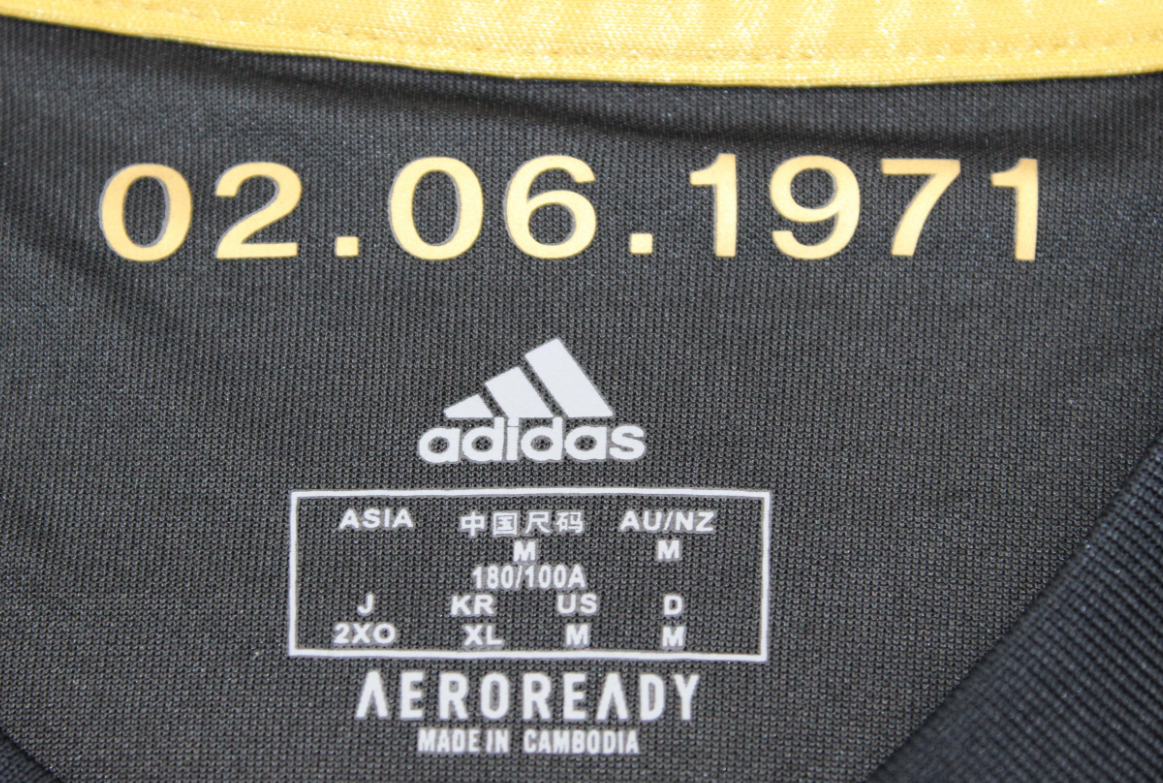 02.06.1971
adidas
ASIA 中国尺码 AU/NZ
M M
180/100A
J KR US D
2XO XL M M
AEROREADY
MADE IN CAMBODIA